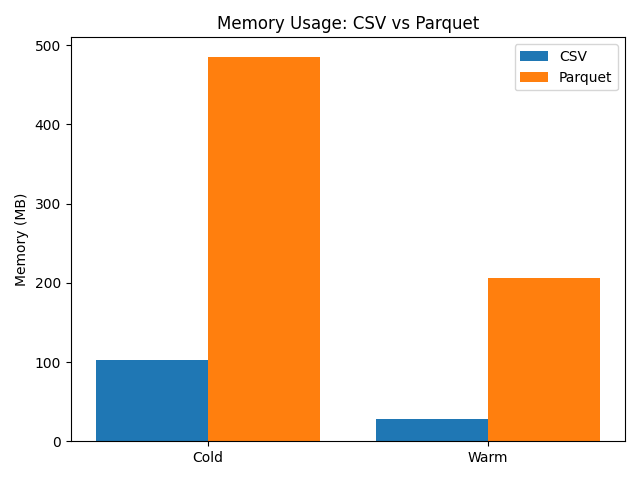 Memory Usage: CSV vs Parquet
CSV
Parquet
Memory (MB)
500
400
300
200
100
0
Cold
Warm